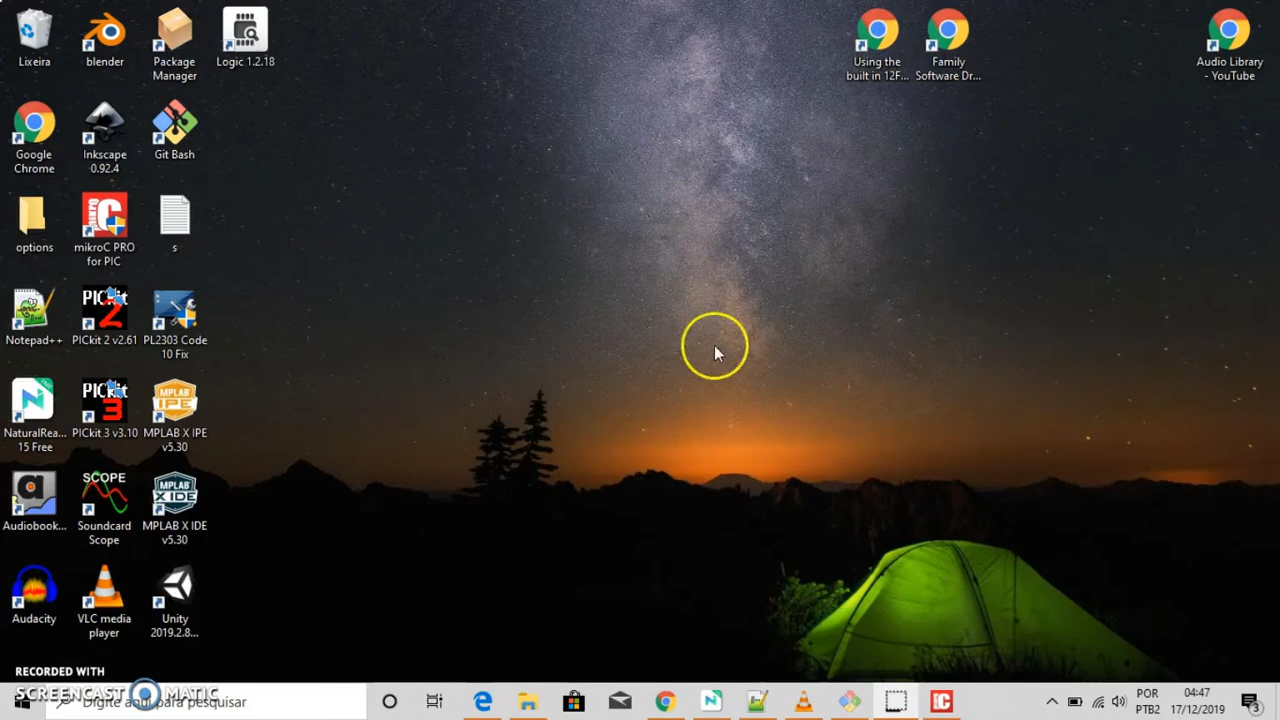 Lixeira
blender
Package
Manager
Logic 1.2.18
Using the
built in 12F...
Family
Software Dr...
Audio Library
- YouTube
Google
Chrome
Inkscape
0.92.4
Git Bash
options
mikroC PRO
for PIC
s
Notepad++
PICkit 2 v2.61
PL2303 Code
10 Fix
NaturalRea...
15 Free
PICkit 3 v3.10
MPLAB X IPE
v5.30
Audiobook...
SCOPE
Soundcard
Scope
MPLAB X IDE
v5.30
Audacity
VLC media
player
Unity
2019.2.8...
RECORDED WITH
SCREENCAST MATIC
Digite aqui para pesquisar
POR
PTB2
04:47
17/12/2019
3